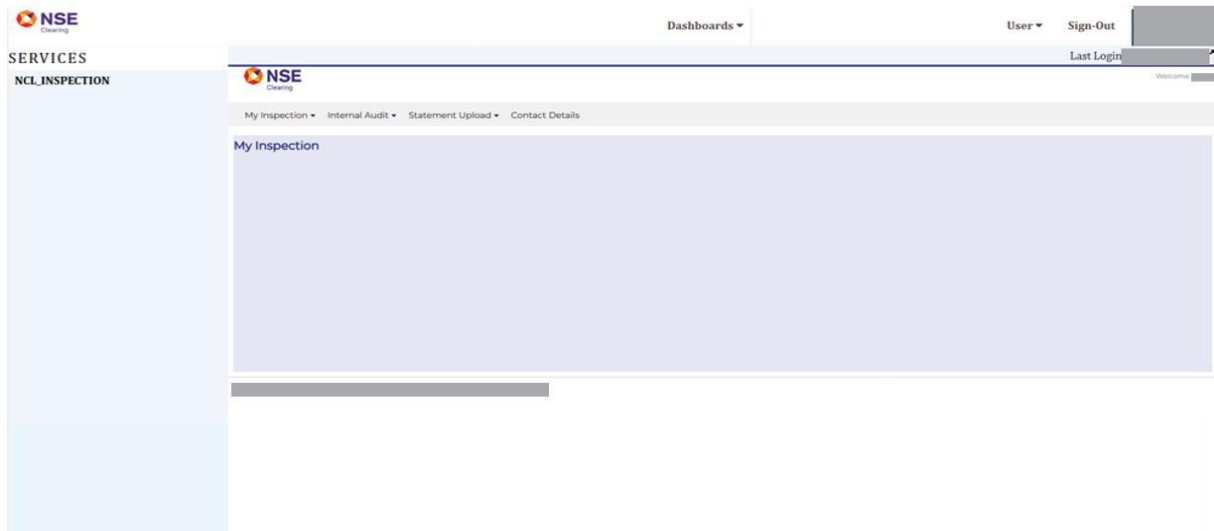 NSE
Clearing
Dashboards
User
Sign-Out
SERVICES
Last Login
NCL_INSPECTION
NSE
Clearing
Welcome
My Inspection Internal Audit Statement Upload Contact Details
My Inspection